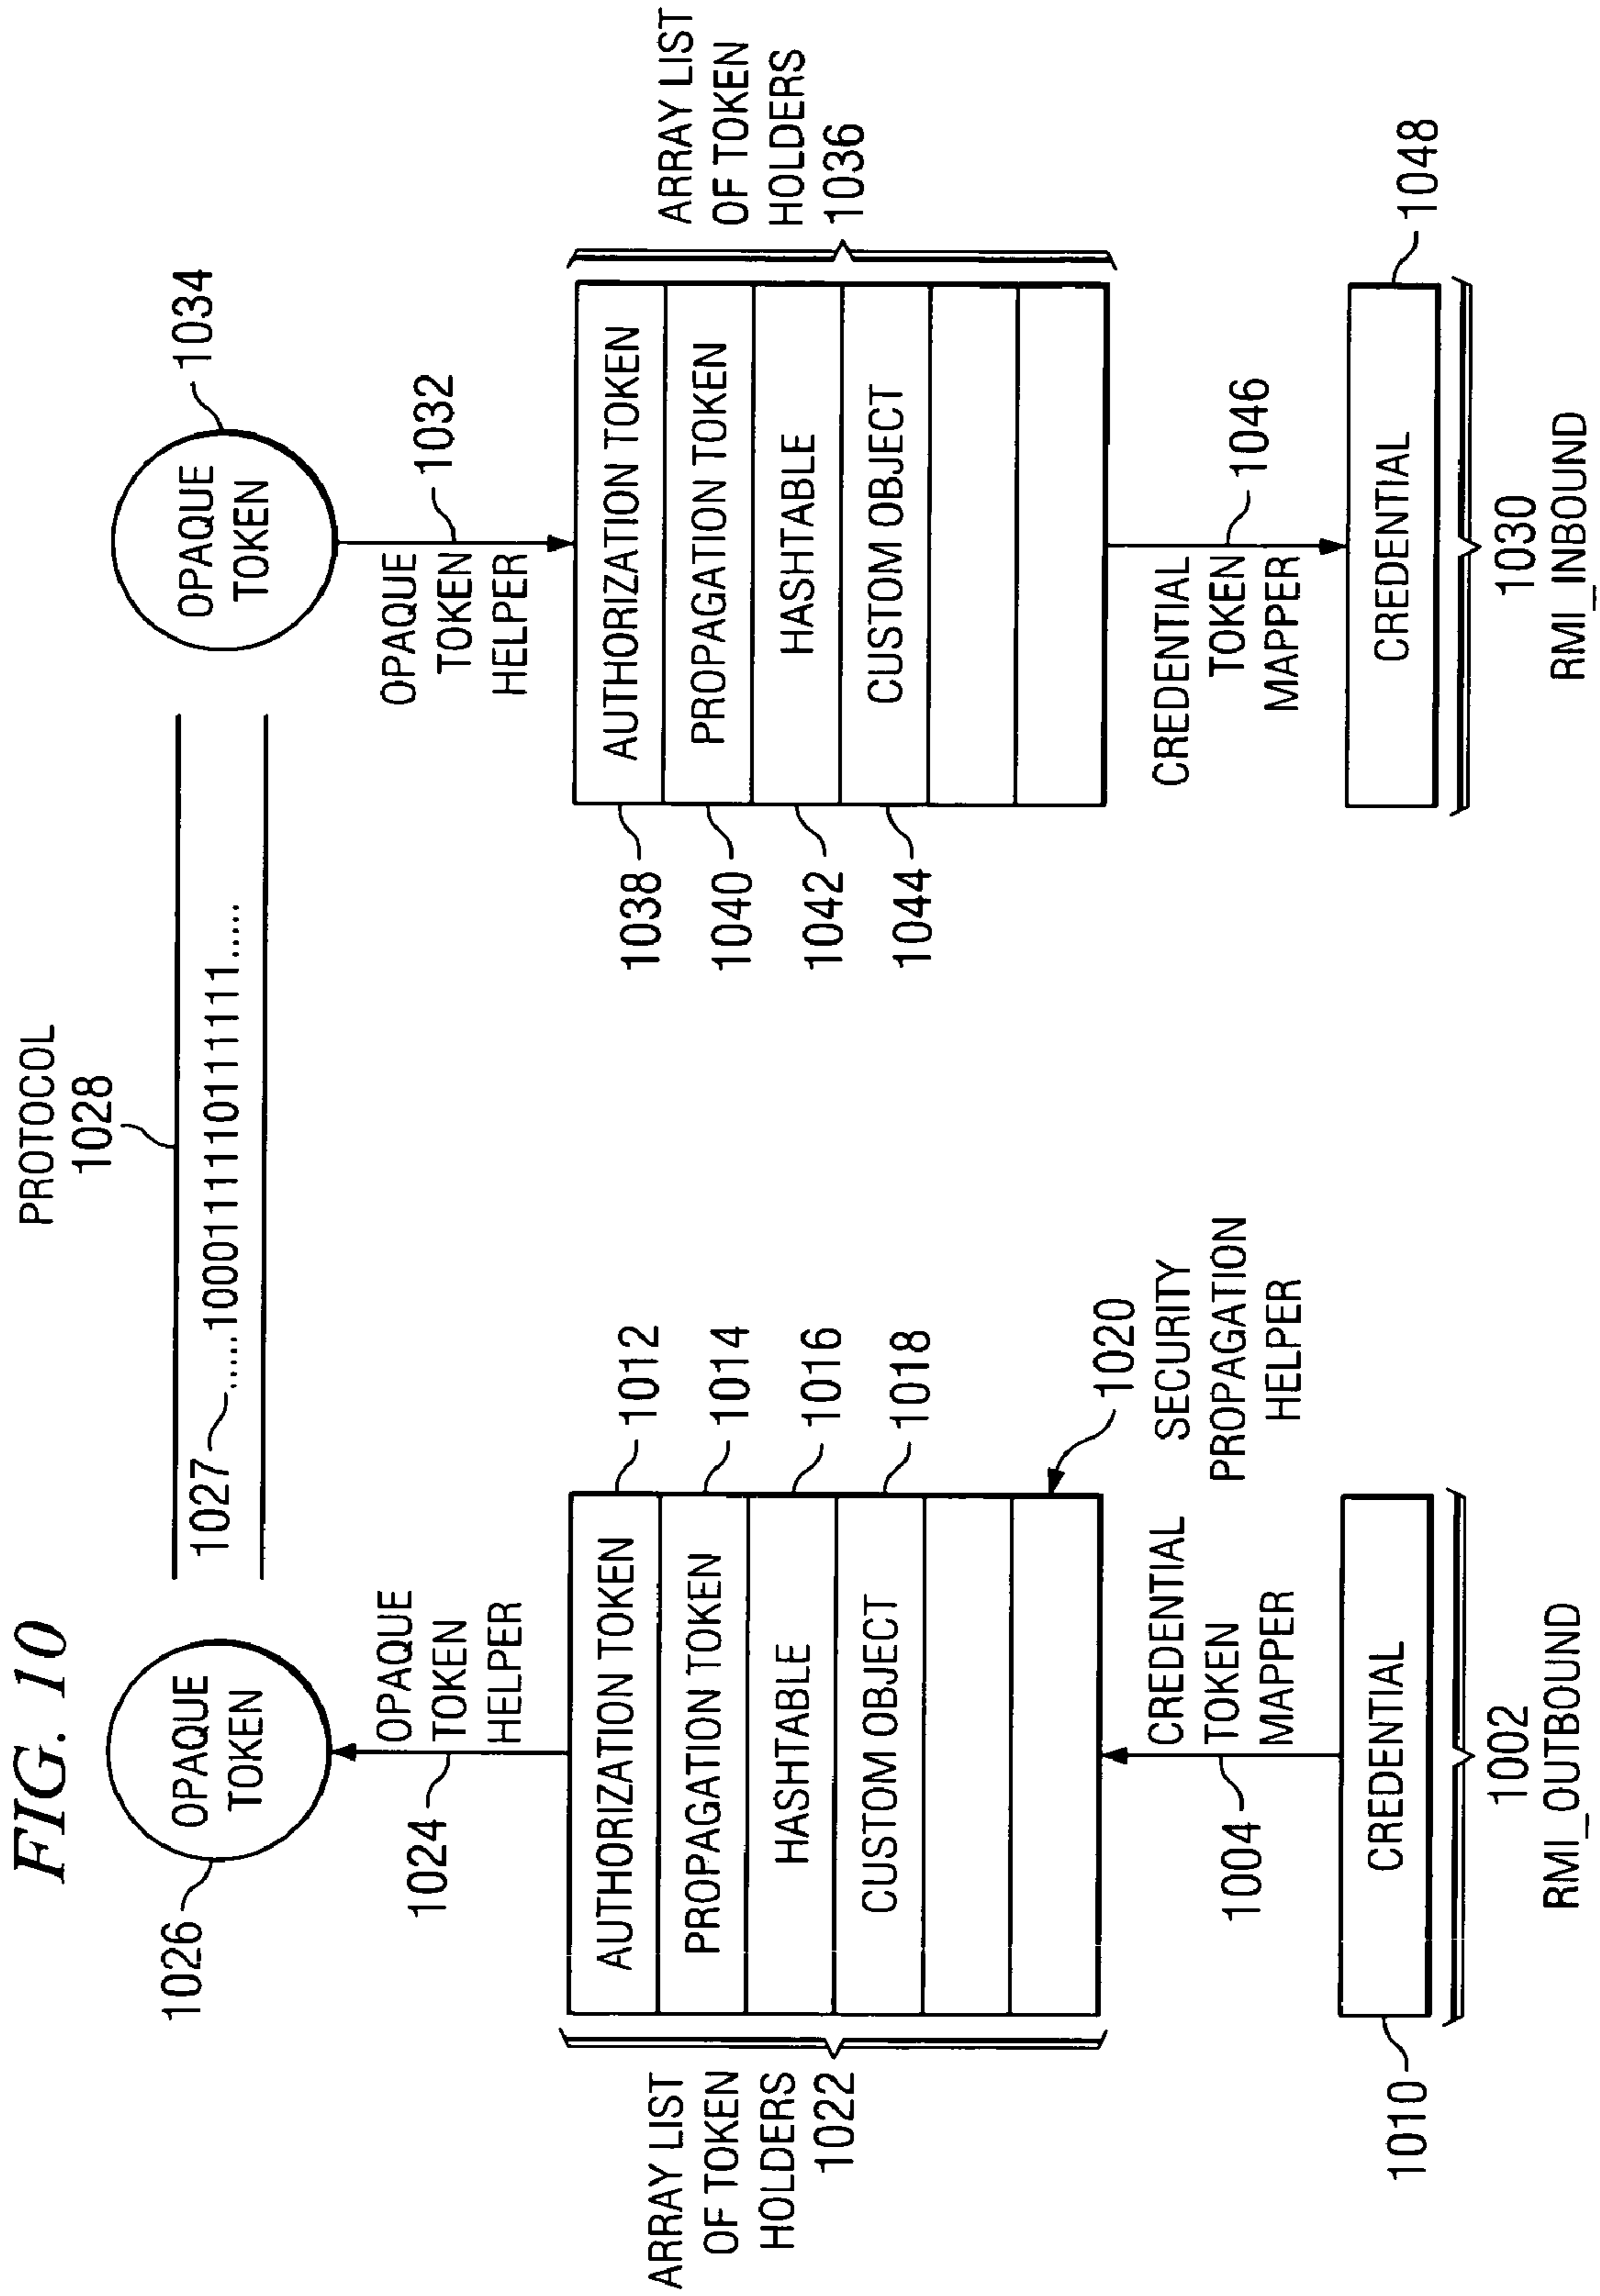 FIG. 10
PROTOCOL
1028
1026
OPAQUE
TOKEN
1027
.....10001111101111111.....
OPAQUE
TOKEN
1034
1024
OPAQUE
TOKEN
HELPER
OPAQUE
TOKEN
HELPER
1032
ARRAY LIST
OF TOKEN
HOLDERS
1022
AUTHORIZATION TOKEN
1012
PROPAGATION TOKEN
1014
HASHTABLE
1016
CUSTOM OBJECT
1018
1020
SECURITY
PROPAGATION
HELPER
1038
AUTHORIZATION TOKEN
1040
PROPAGATION TOKEN
1042
HASHTABLE
1044
CUSTOM OBJECT
ARRAY LIST
OF TOKEN
HOLDERS
1036
1004
CREDENTIAL
TOKEN
MAPPER
CREDENTIAL
TOKEN
MAPPER
1046
1010
CREDENTIAL
CREDENTIAL
1048
1002
RMI_OUTBOUND
1030
RMI_INBOUND